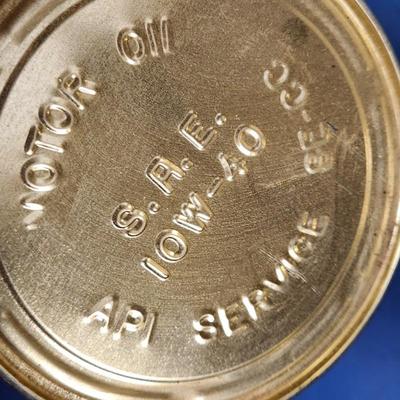 MOTOR OIL
S.A.E.
10W-40
API SERVICE SE-CC